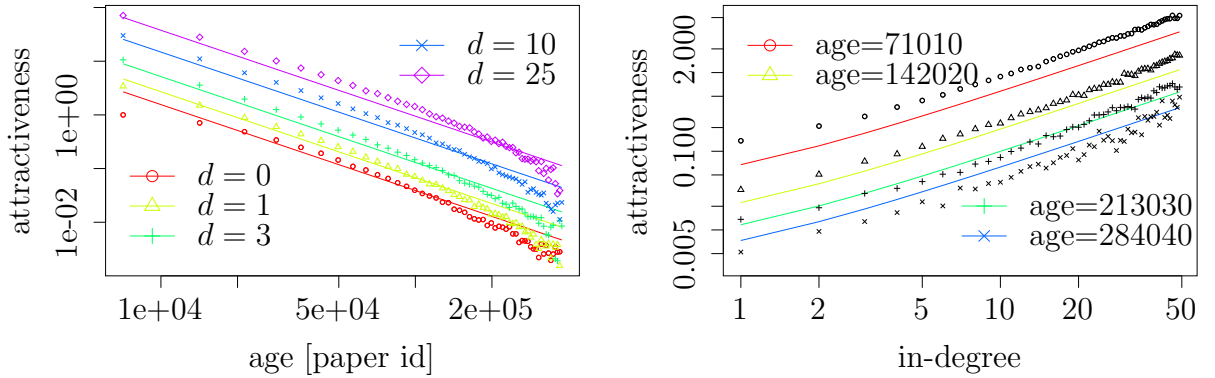 attractiveness
1e+00
1e-02
d = 10
d = 25
d = 0
d = 1
d = 3
1e+04
5e+04
2e+05
age [paper id]
attractiveness
2.000
0.100
0.005
age=71010
age=142020
age=213030
age=284040
1
2
5
10
20
50
in-degree